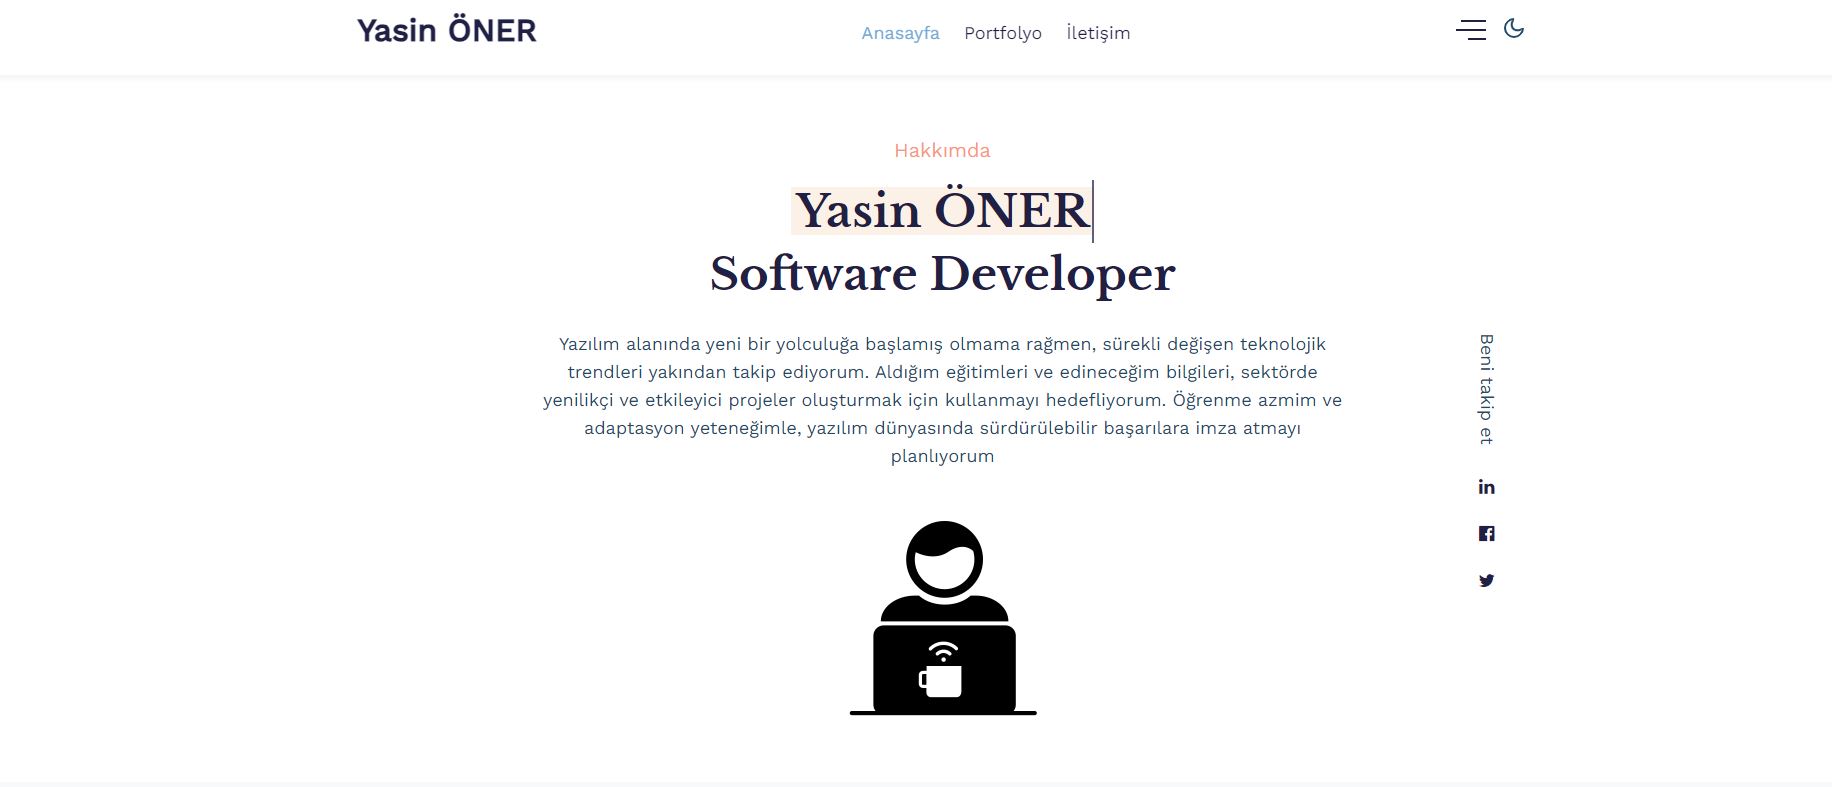 Yasin ÖNER
Anasayfa Portfolyo İletişim
Hakkımda
Yasin ÖNER
Software Developer
Yazılım alanında yeni bir yolculuğa başlamış olmama rağmen, sürekli değişen teknolojik
trendleri yakından takip ediyorum. Aldığım eğitimleri ve edineceğim bilgileri, sektörde
yenilikçi ve etkileyici projeler oluşturmak için kullanmayı hedefliyorum. Öğrenme azmim ve
adaptasyon yeteneğimle, yazılım dünyasında sürdürülebilir başarılara imza atmayı
planlıyorum
Beni takip et